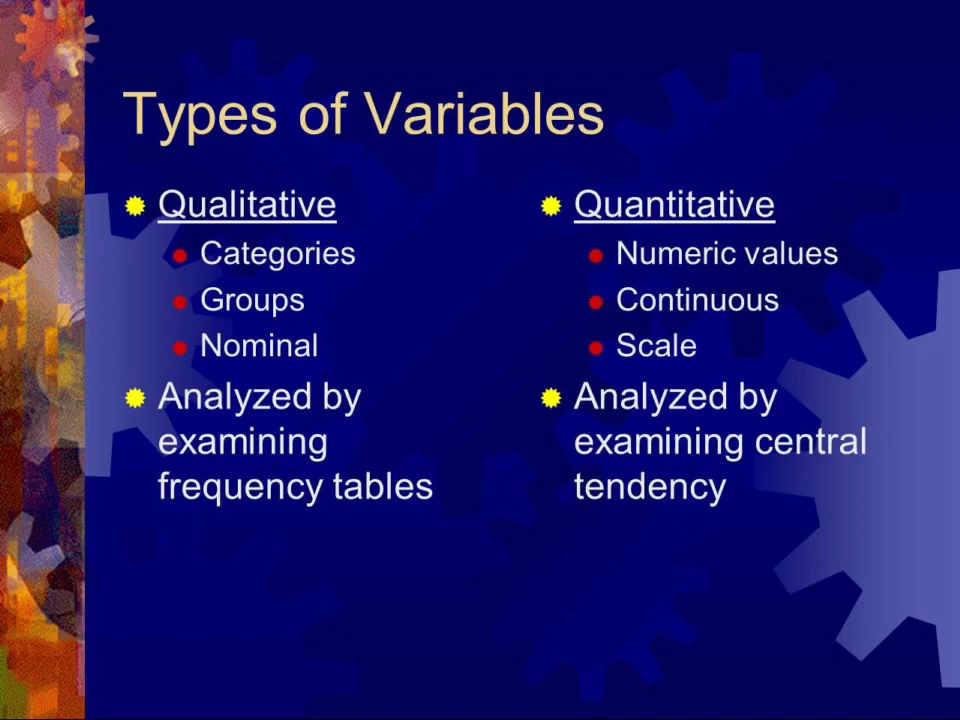 Types of Variables
Qualitative
Categories
Groups
Nominal
Analyzed by
examining
frequency tables
Quantitative
Numeric values
Continuous
Scale
Analyzed by
examining central
tendency